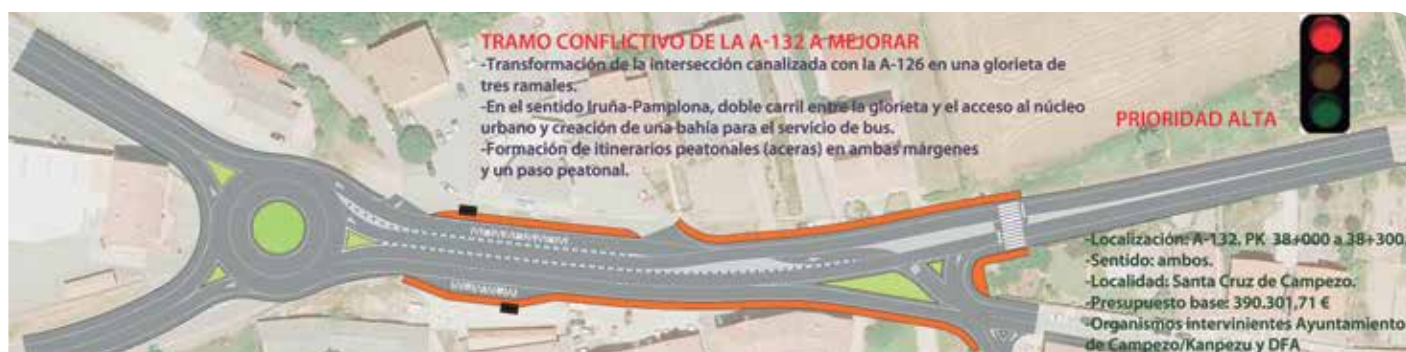 TRAMO CONFLICTIVO DE LA A-132 A MEJORAR
-Transformación de la intersección canalizada con la A-126 en una glorieta de
tres ramales.
-En el sentido Iruña-Pamplona, doble carril entre la glorieta y el acceso al núcleo
urbano y creación de una bahía para el servicio de bus.
-Formación de itinerarios peatonales (aceras) en ambas márgenes
y un paso peatonal.
PRIORIDAD ALTA
-Localización: A-132. PK 38+000 a 38+300.
-Sentido: ambos.
-Localidad: Santa Cruz de Campezo.
-Presupuesto base: 390.301,71 €
-Organismos intervinientes Ayuntamiento
de Campezo/Kanpezu y DFA